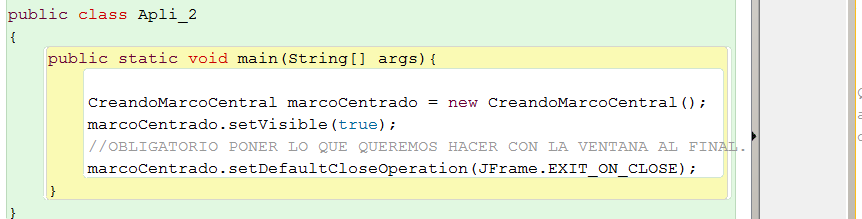 public class Apli_2
{
public static void main(String[] args){
CreandoMarcoCentral marcoCentrado = new CreandoMarcoCentral();
marcoCentrado.setVisible(true);
//OBLIGATORIO PONER LO QUE QUEREMOS HACER CON LA VENTANA AL FINAL.
marcoCentrado.setDefaultCloseOperation(JFrame.EXIT_ON_CLOSE);
}
}